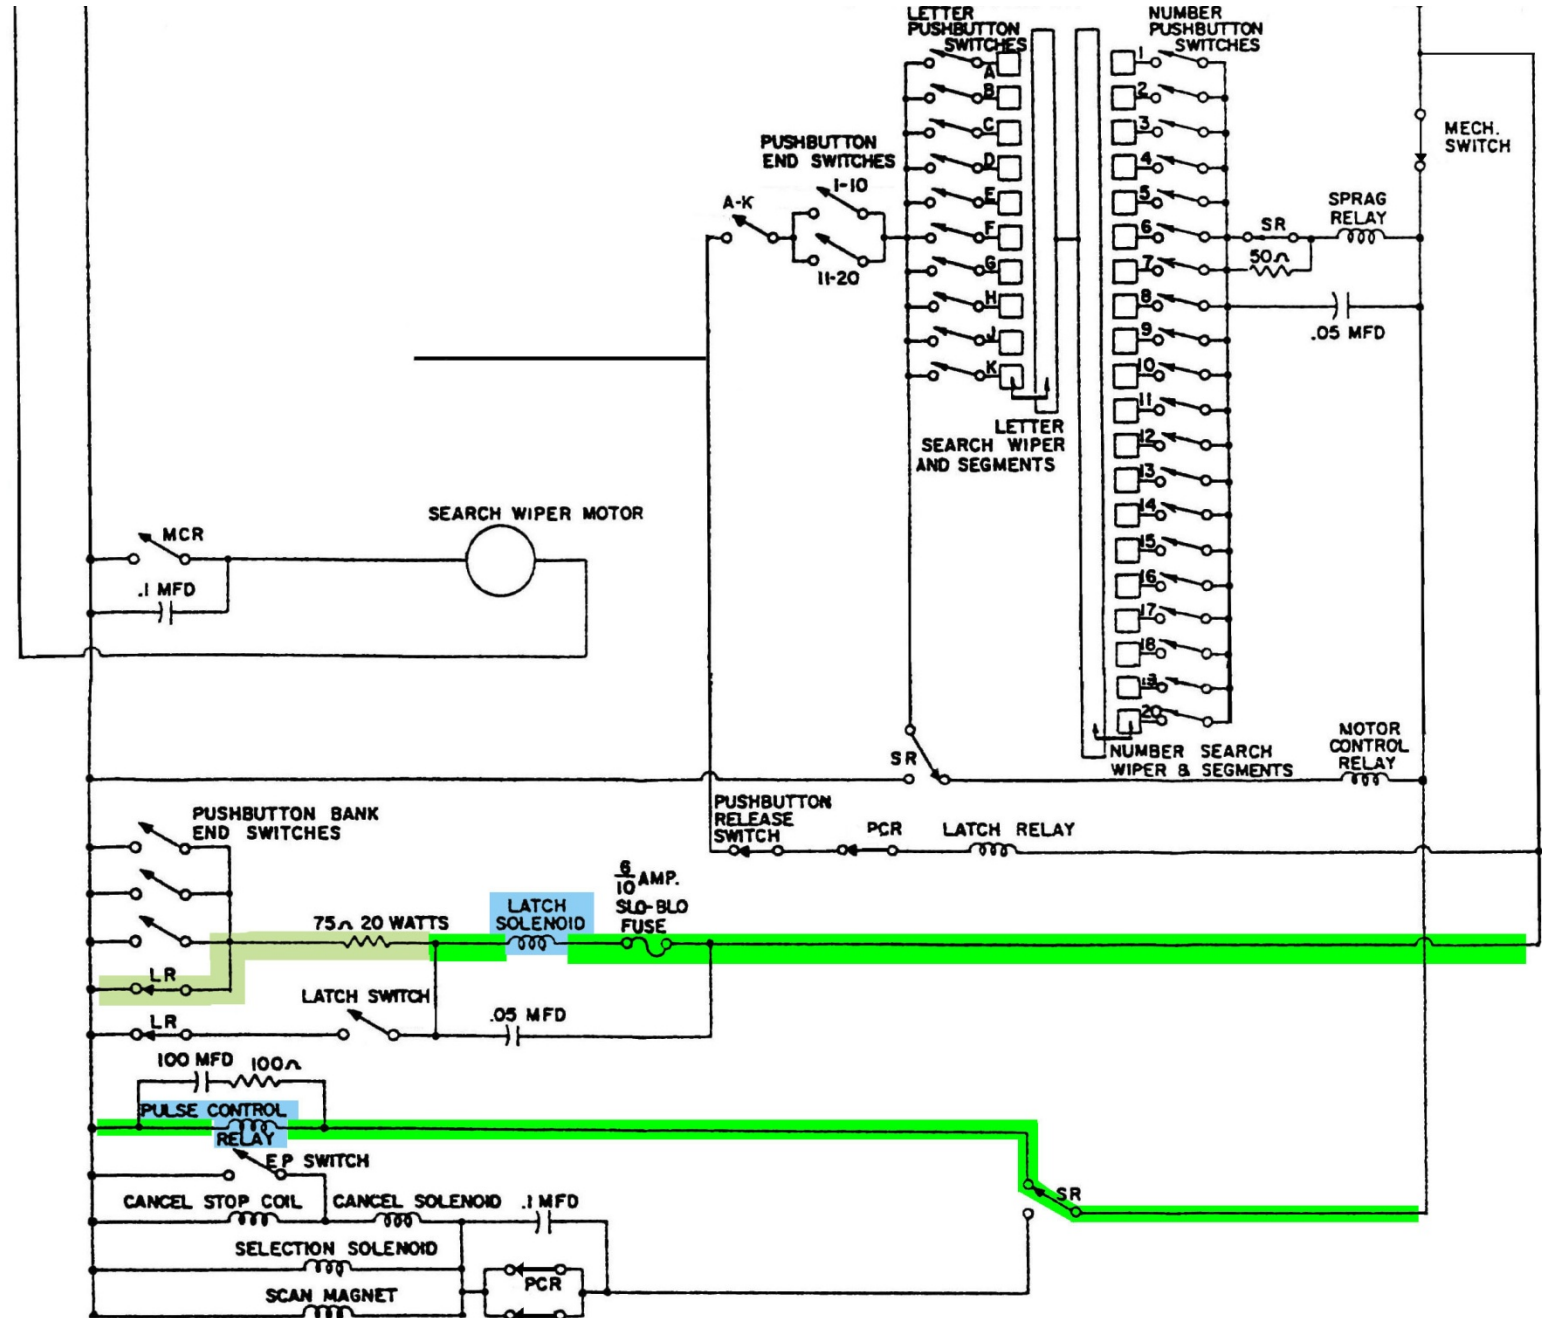 LETTER
PUSHBUTTON
SWITCHES
A
B
C
D
E
F
G
H
J
K
NUMBER
PUSHBUTTON
SWITCHES
1
2
3
4
5
6
7
8
9
10
11
12
13
14
15
16
17
18
20
MECH.
SWITCH
PUSHBUTTON
END SWITCHES
1-10
A-K
11-20
SPRAG
RELAY
SR
50Ω
.05 MFD
LETTER
SEARCH WIPER
AND SEGMENTS
SEARCH WIPER MOTOR
MCR
.1 MFD
SR
NUMBER SEARCH
WIPER & SEGMENTS
MOTOR
CONTROL
RELAY
PUSHBUTTON BANK
END SWITCHES
PUSHBUTTON
RELEASE
SWITCH
PCR
LATCH RELAY
75Ω 20 WATTS
LATCH
SOLENOID
6/10 AMP.
SLO-BLO
FUSE
LR
LATCH SWITCH
LR
.05 MFD
100 MFD
100Ω
PULSE CONTROL
RELAY
E P SWITCH
SR
CANCEL STOP COIL
CANCEL SOLENOID
.1 MFD
SELECTION SOLENOID
PCR
SCAN MAGNET